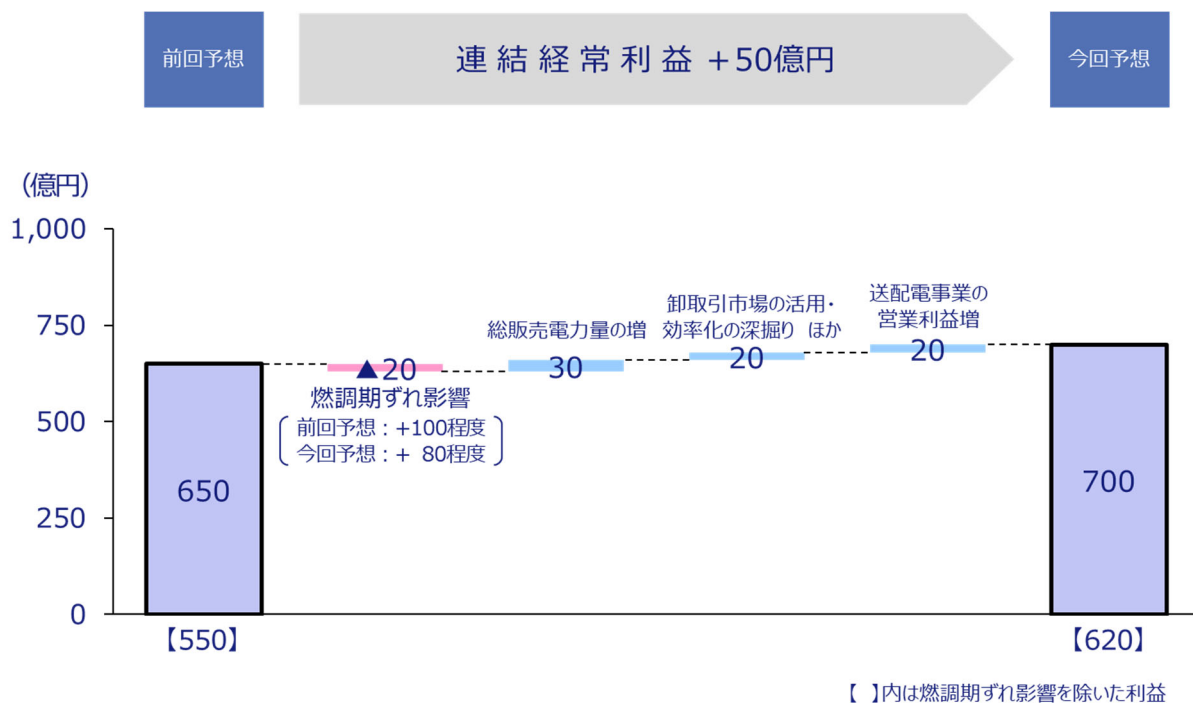 前回予想
連結経常利益 +50億円
今回予想
(億円)
1,000
750
500
250
0
650
▲20
燃調期ずれ影響
前回予想：+100程度
今回予想：+ 80程度
総販売電力量の増
30
卸取引市場の活用・
効率化の深掘り ほか
20
送配電事業の
営業利益増
20
700
【550】
【620】
【 】内は燃調期ずれ影響を除いた利益